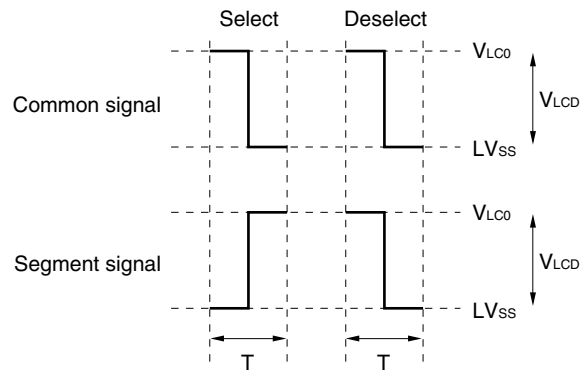 Select Deselect
VLC0
Common signal
VLCD
LVSS
VLC0
Segment signal
VLCD
LVSS
T T